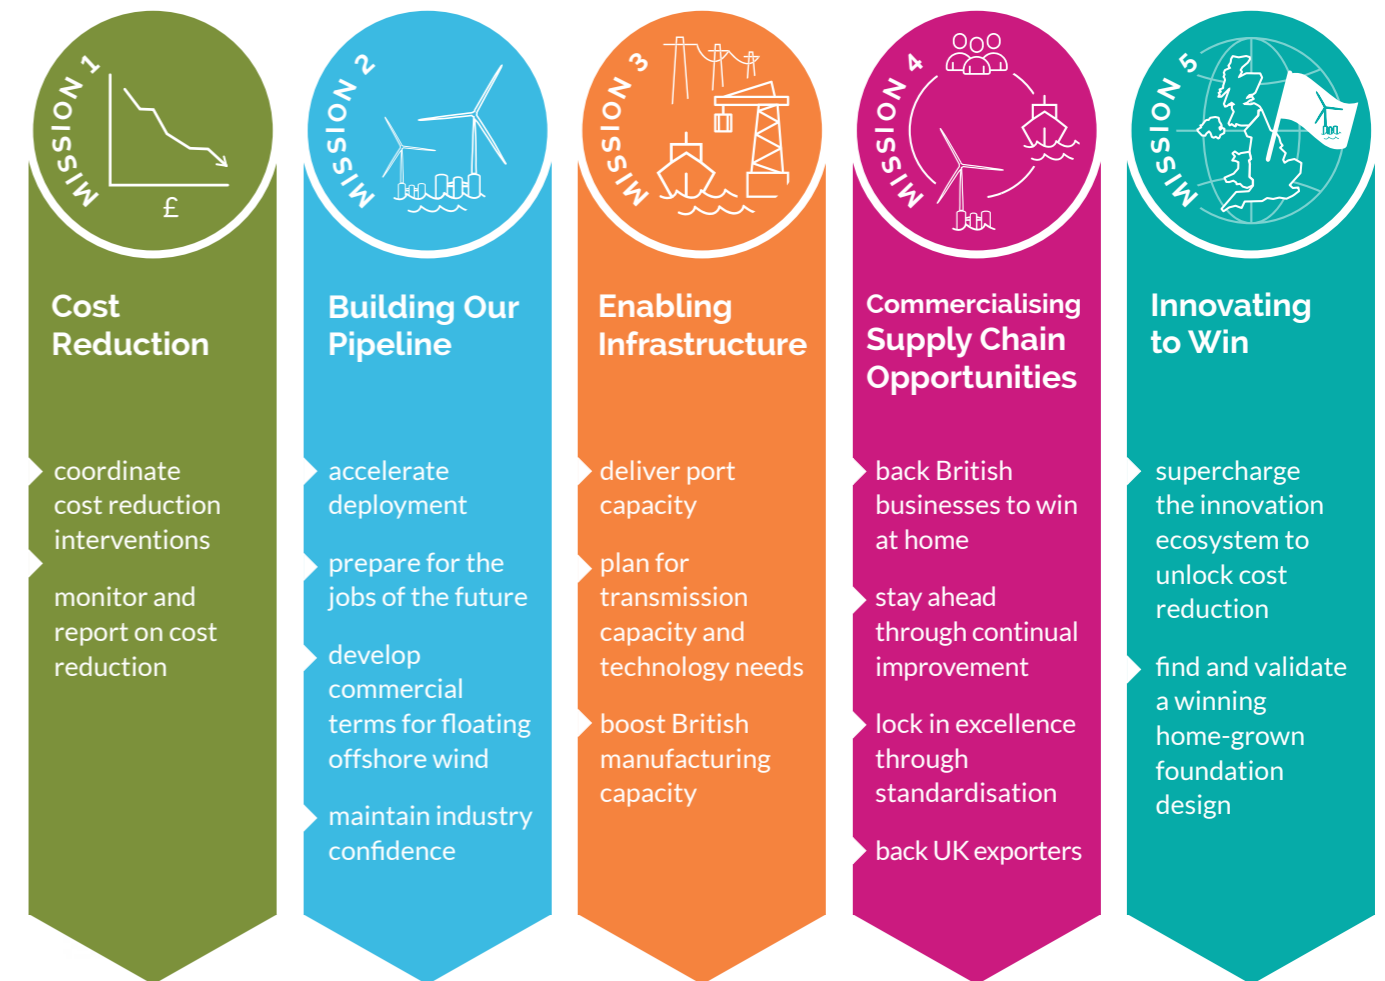 MISSION 1
£
Cost
Reduction
coordinate
cost reduction
interventions
monitor and
report on cost
reduction
MISSION 2
Building Our
Pipeline
accelerate
deployment
prepare for the
jobs of the future
develop
commercial
terms for floating
offshore wind
maintain industry
confidence
MISSION 3
Enabling
Infrastructure
deliver port
capacity
plan for
transmission
capacity and
technology needs
boost British
manufacturing
capacity
MISSION 4
Commercialising
Supply Chain
Opportunities
back British
businesses to win
at home
stay ahead
through continual
improvement
lock in excellence
through
standardisation
back UK exporters
MISSION 5
Innovating
to Win
supercharge
the innovation
ecosystem to
unlock cost
reduction
find and validate
a winning
home-grown
foundation
design